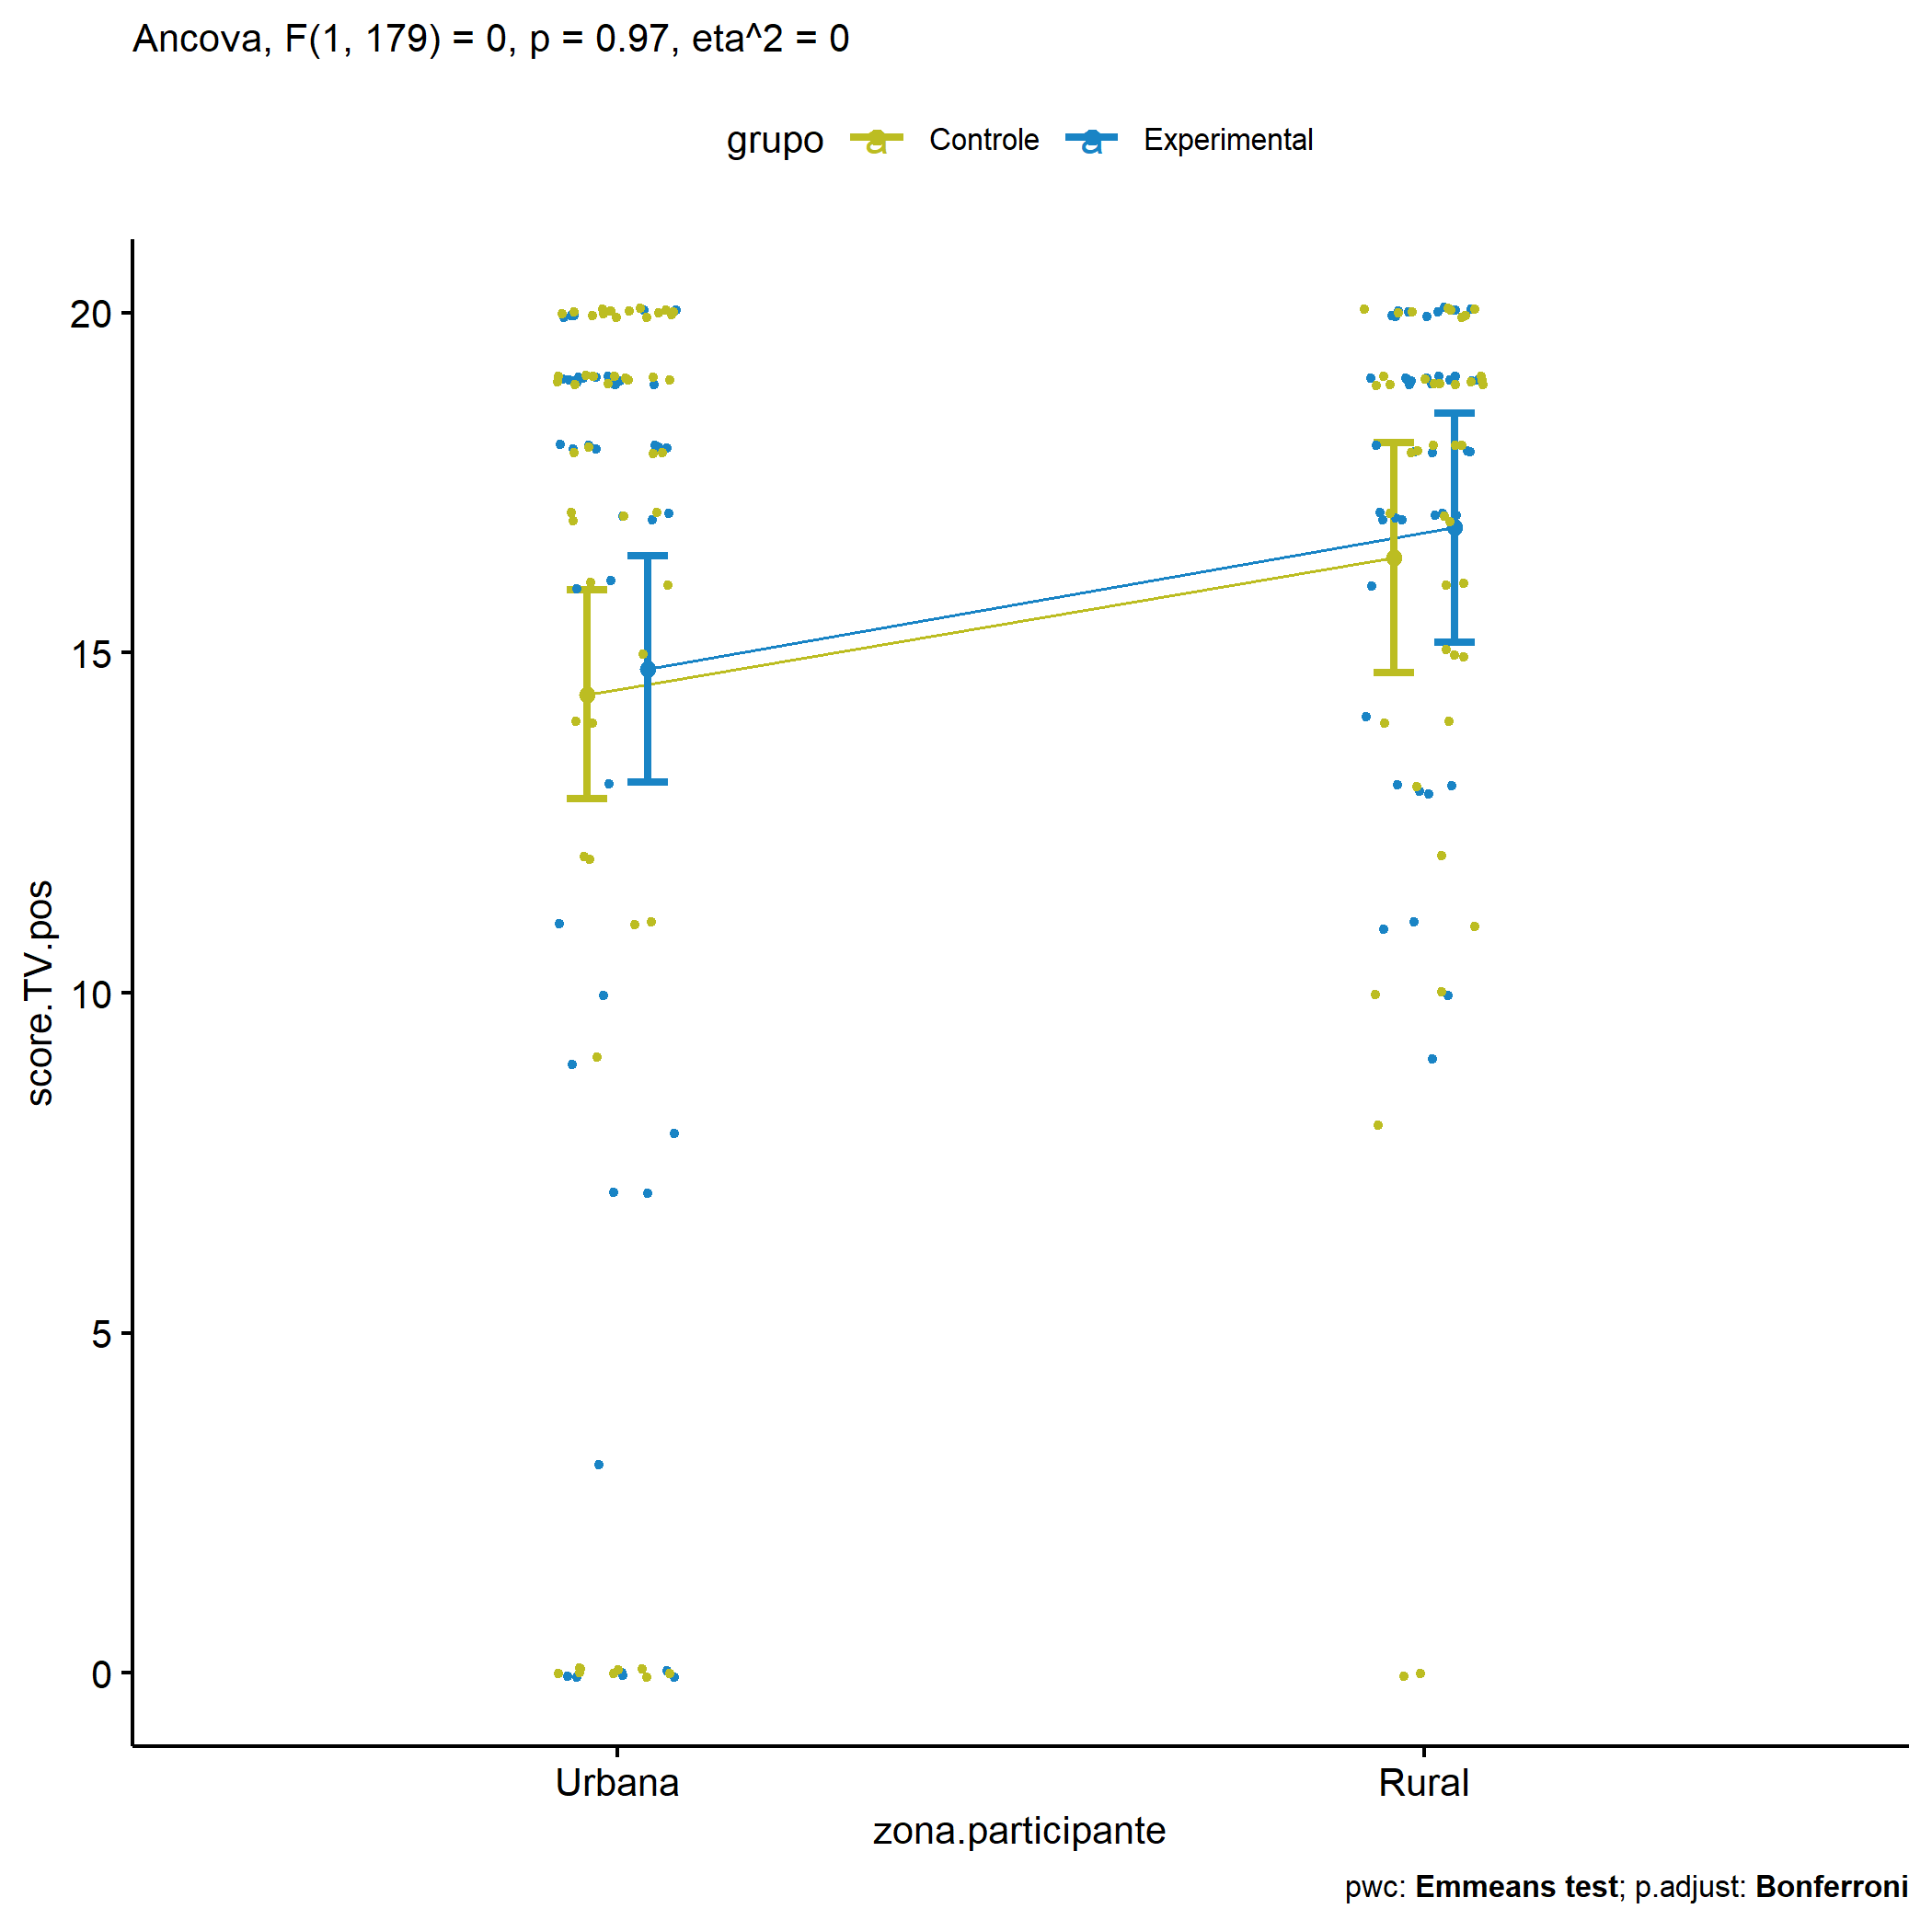 Ancova, F(1, 179) = 0, p = 0.97, eta^2 = 0
grupo a Controle a Experimental
20
15
10
5
0
score.TV.pos
Urbana Rural
zona.participante
pwc: Emmeans test; p.adjust: Bonferroni